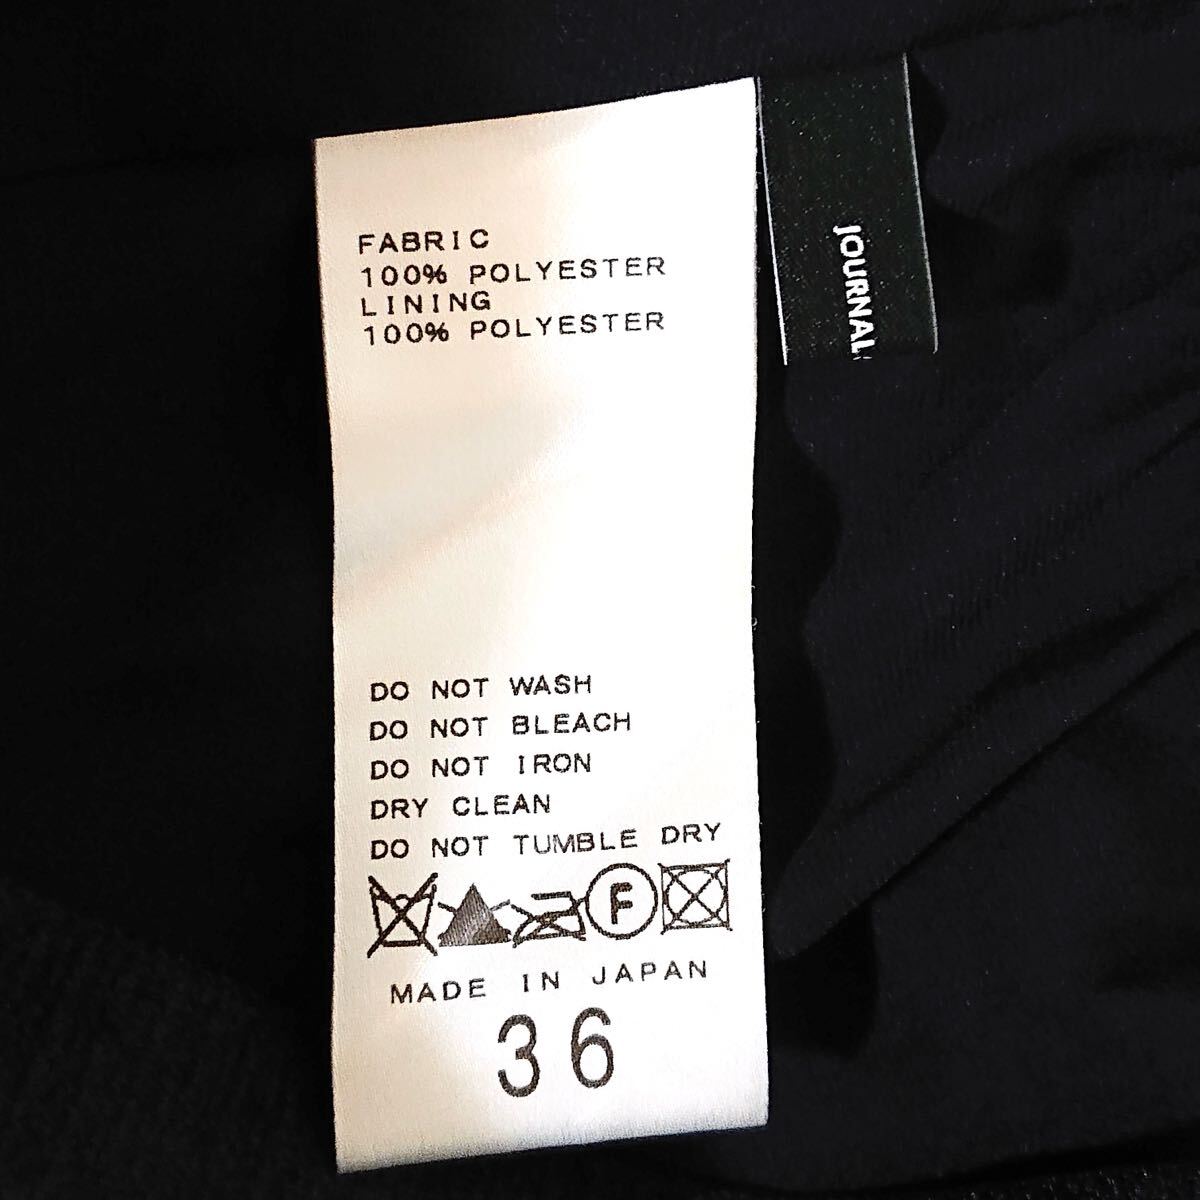 FABRIC
100% POLYESTER
LINING
100% POLYESTER
DO NOT WASH
DO NOT BLEACH
DO NOT IRON
DRY CLEAN
DO NOT TUMBLE DRY
F
MADE IN JAPAN
36
JOURNAL